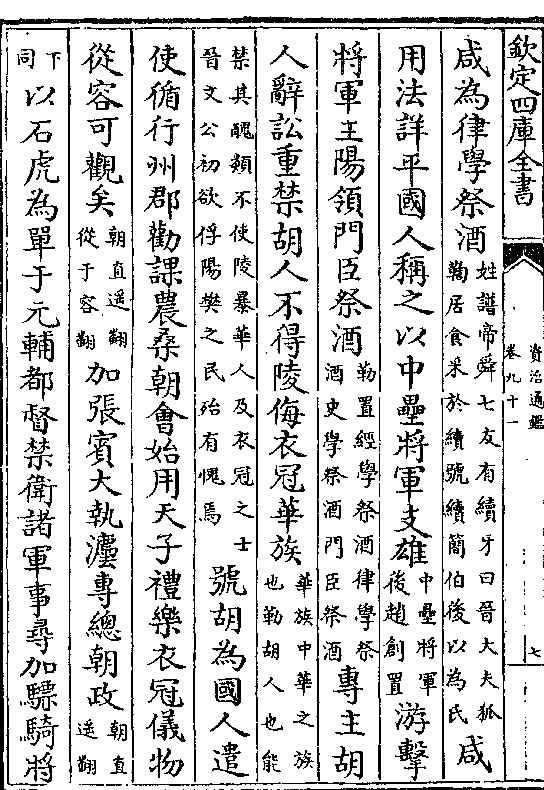 欽定四庫全書
資治通鑑
卷九十一
七
咸為律學祭酒姓譜帝舜七友有續牙曰晉大夫狐鞫居食采於續號續簡伯後以為氏咸
用法詳平國人稱之以中壘將軍支雄中壘將軍後趙創置游擊
將軍王陽領門臣祭酒勒置經學祭酒律學祭酒史學祭酒門臣祭酒專主胡
人辭訟重禁胡人不得陵侮衣冠華族華族中華之族也勒胡人也能
禁其醜類不使陵暴華人及衣冠之士晉文公初欲俘陽樊之民殆有愧焉號胡為國人遣
使循行州郡勸課農桑朝會始用天子禮樂衣冠儀物
從容可觀矣朝直遥翻從于容翻加張賓大執灋專總朝政朝直遥翻
下同以石虎為單于元輔都督禁衛諸軍事尋加驃騎將